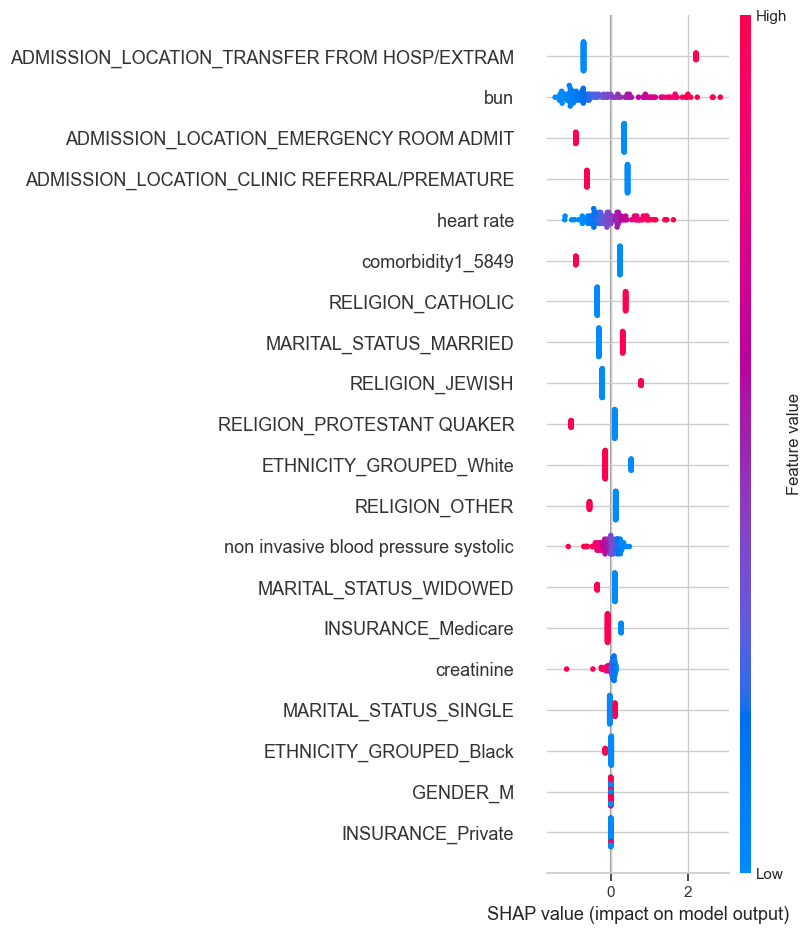 High
ADMISSION_LOCATION_TRANSFER FROM HOSP/EXTRAM
bun
ADMISSION_LOCATION_EMERGENCY ROOM ADMIT
ADMISSION_LOCATION_CLINIC REFERRAL/PREMATURE
heart rate
comorbidity1_5849
RELIGION_CATHOLIC
MARITAL_STATUS_MARRIED
RELIGION_JEWISH
RELIGION_PROTESTANT QUAKER
ETHNICITY_GROUPED_White
RELIGION_OTHER
non invasive blood pressure systolic
MARITAL_STATUS_WIDOWED
INSURANCE_Medicare
creatinine
MARITAL_STATUS_SINGLE
ETHNICITY_GROUPED_Black
GENDER_M
INSURANCE_Private
Feature value
Low
0 2
SHAP value (impact on model output)